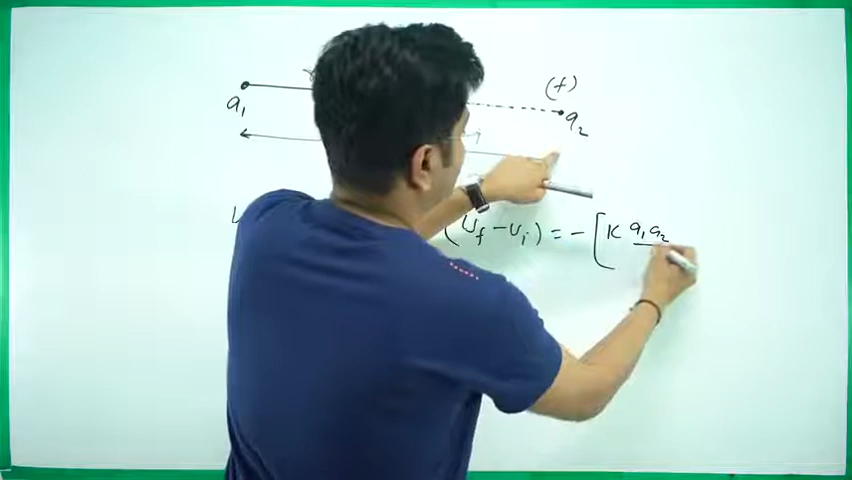 (f)
q₁ q₂
(U_f - U_i) = - [K q₁q₂